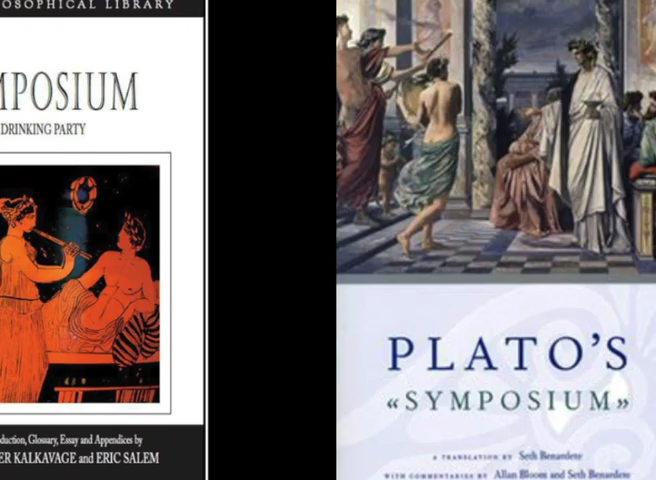 OSOPHICAL LIBRARY
MPOSIUM
DRINKING PARTY
duction, Glossary, Essay and Appendices by
ER KALKAVAGE and ERIC SALEM
PLATO'S
«SYMPOSIUM»
A TRANSLATION BY Seth Benardete
WITH COMMENTARIES BY Allan Bloom and Seth Benardete